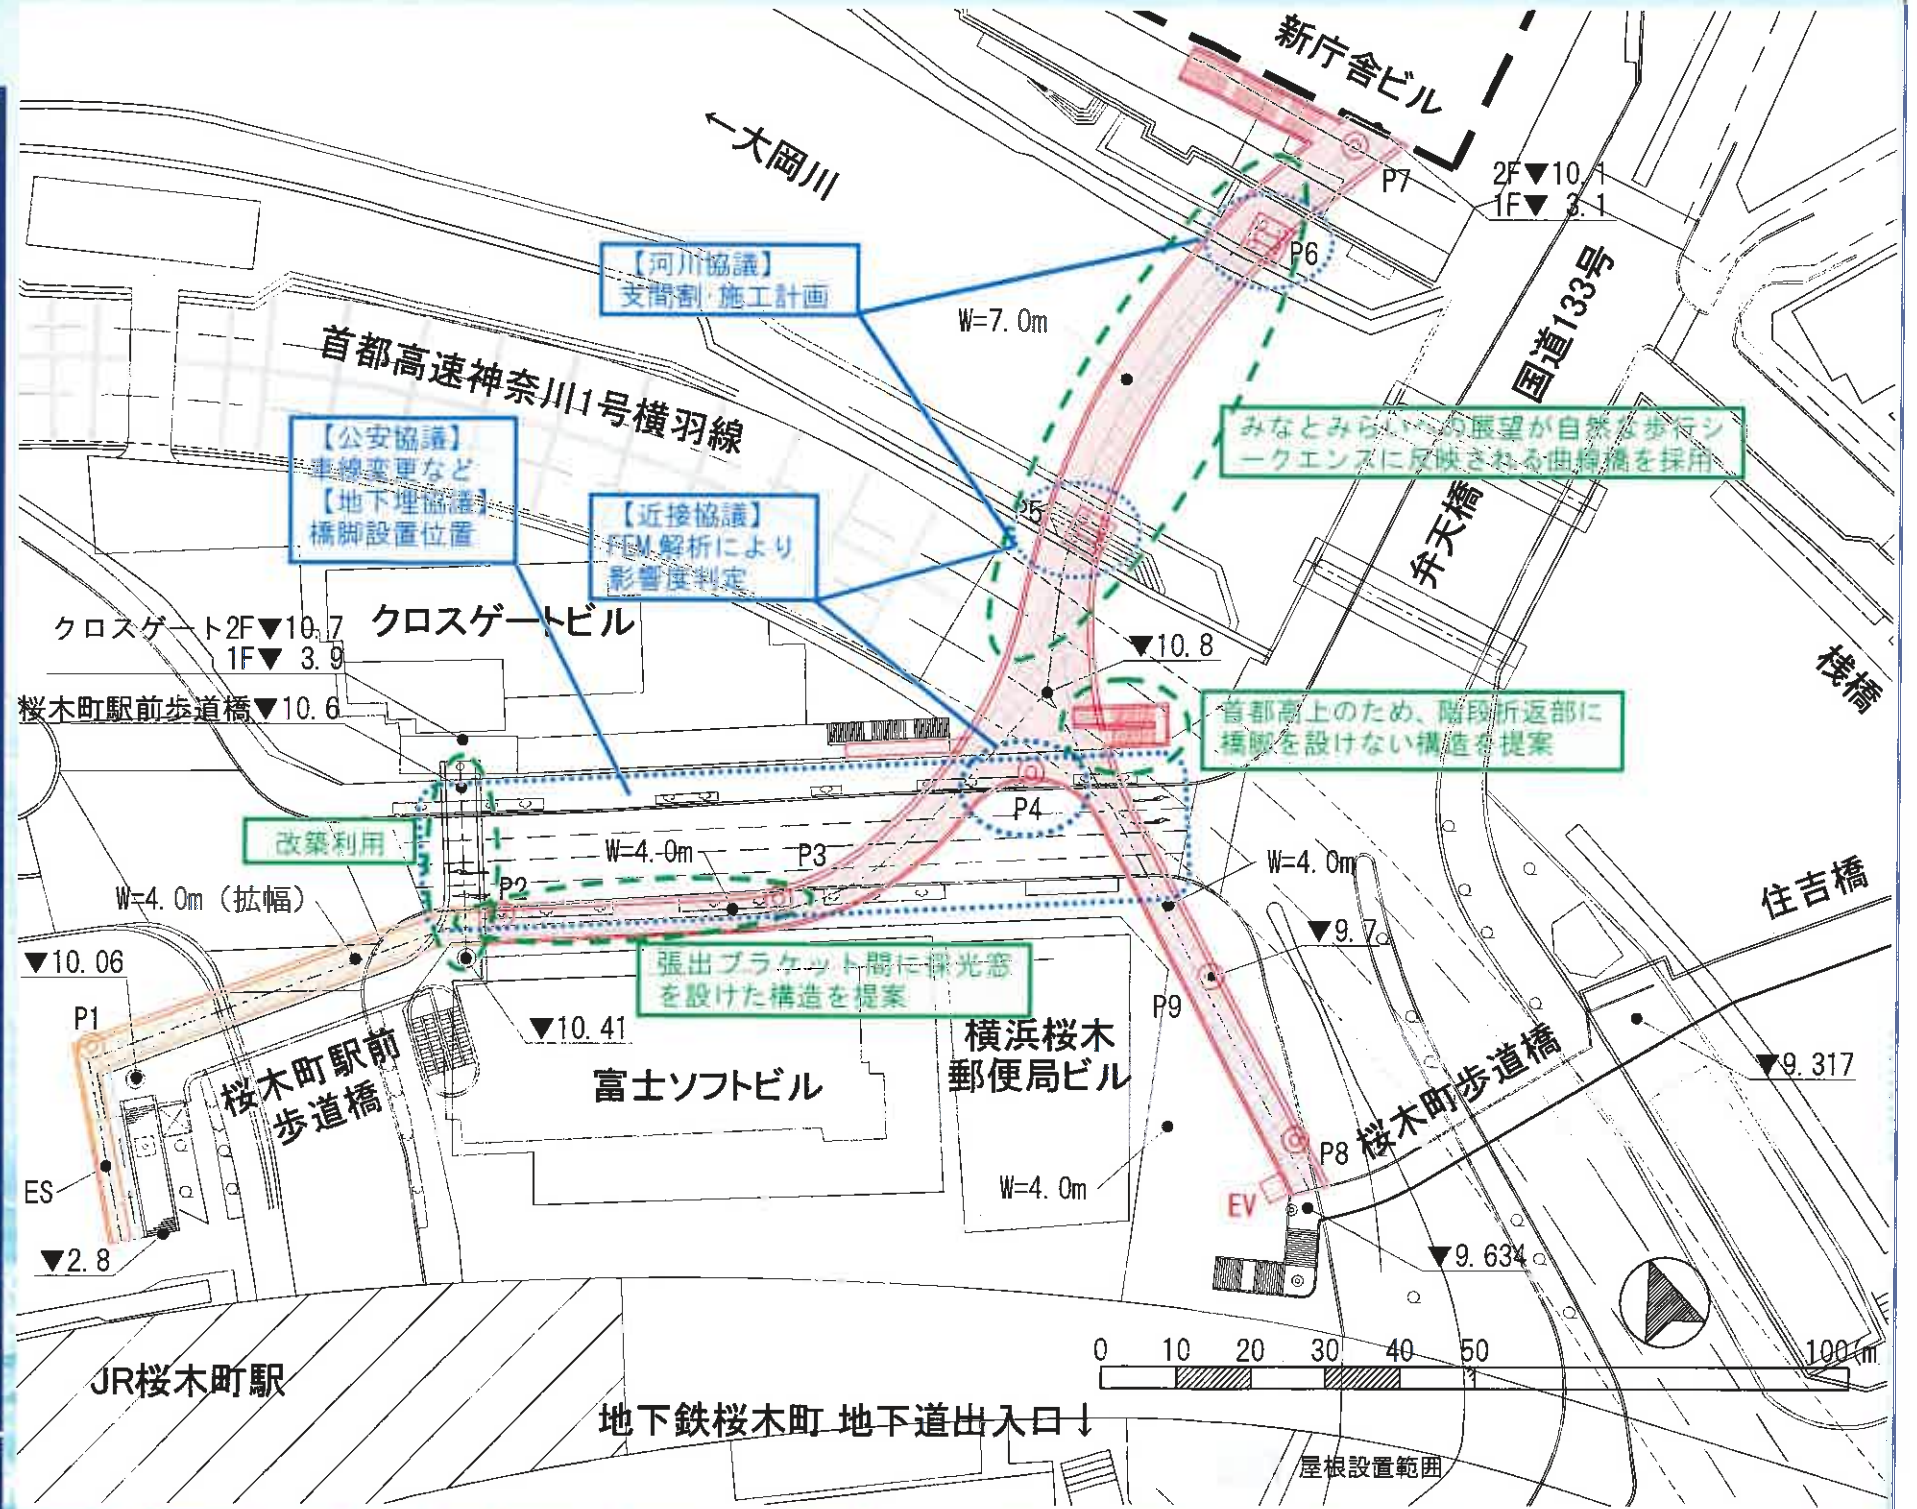 新庁舎ビル
←大岡川
P7
2F▼10.1
1F▼ 3.1
P6
【河川協議】
支間割・施工計画
W=7.0m
国道133号
首都高速神奈川1号横羽線
みなとみらいへの眺望が自然な歩行シ
ークエンスに反映される曲線橋を採用
【公安協議】
車線変更など
【地下埋協議】
橋脚設置位置
【近接協議】
FEM解析により
影響度判定
P5
弁天橋
クロスゲート2F▼10.7
1F▼ 3.9
クロスゲートビル
▼10.8
桟橋
桜木町駅前歩道橋▼10.6
首都高上のため、階段折返部に
橋脚を設けない構造を提案
P4
改築利用
W=4.0m
P3
W=4.0m
P2
W=4.0m（拡幅）
住吉橋
▼9.7
▼10.06
張出ブラケット間に採光窓
を設けた構造を提案
P1
▼10.41
P9
横浜桜木
郵便局ビル
桜木町駅前
歩道橋
富士ソフトビル
桜木町歩道橋
▼9.317
P8
ES
W=4.0m
EV
▼2.8
▼9.634
0 10 20 30 40 50 100(m
JR桜木町駅
地下鉄桜木町 地下道出入口↓
屋根設置範囲